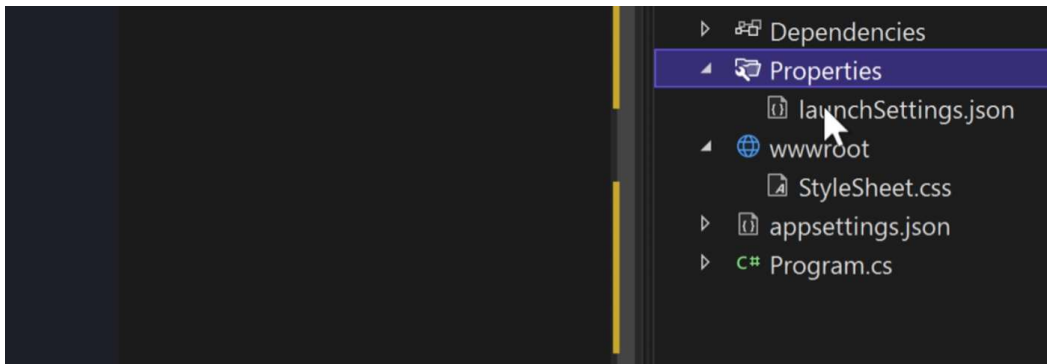 Dependencies
Properties
launchSettings.json
wwwroot
StyleSheet.css
appsettings.json
C# Program.cs